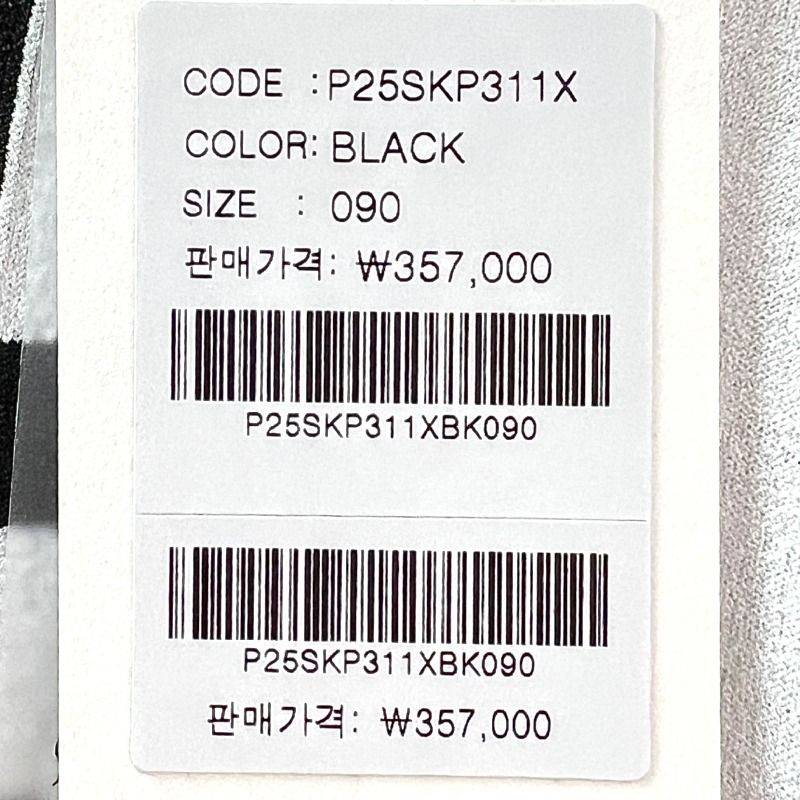 CODE : P25SKP311X
COLOR: BLACK
SIZE : 090
판매가격: ₩357,000
P25SKP311XBK090
P25SKP311XBK090
판매가격: ₩357,000